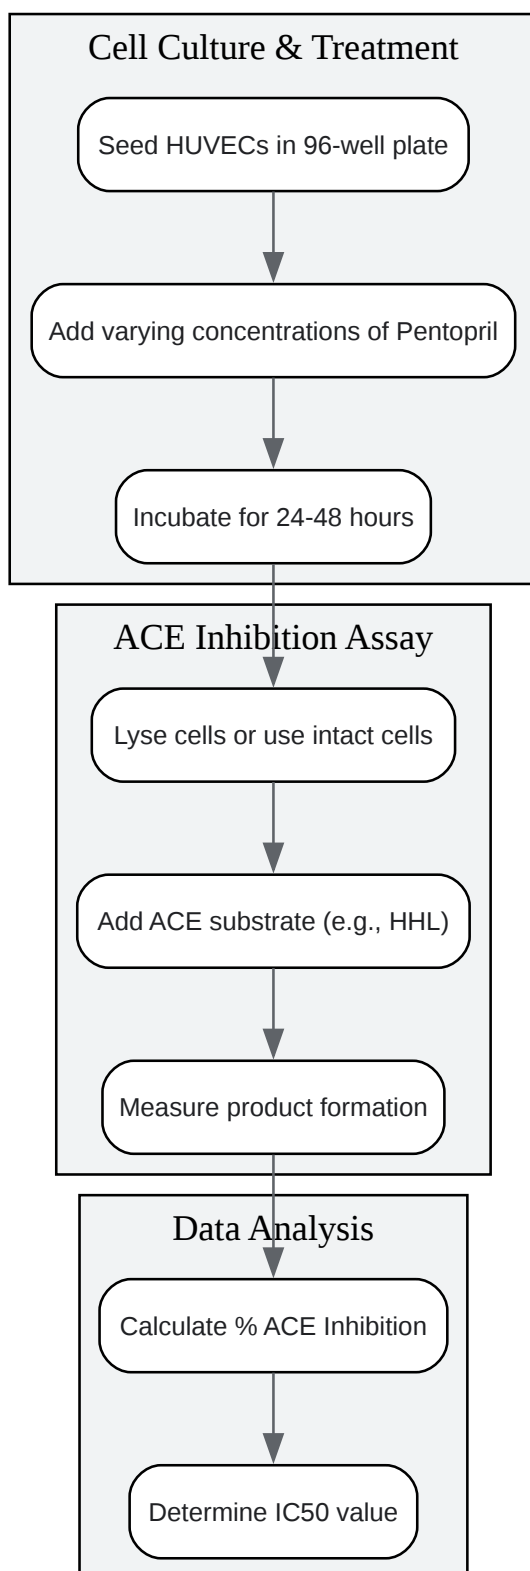 Cell Culture & Treatment
Seed HUVECs in 96-well plate
Add varying concentrations of Pentopril
Incubate for 24-48 hours
ACE Inhibition Assay
Lyse cells or use intact cells
Add ACE substrate (e.g., HHL)
Measure product formation
Data Analysis
Calculate % ACE Inhibition
Determine IC50 value